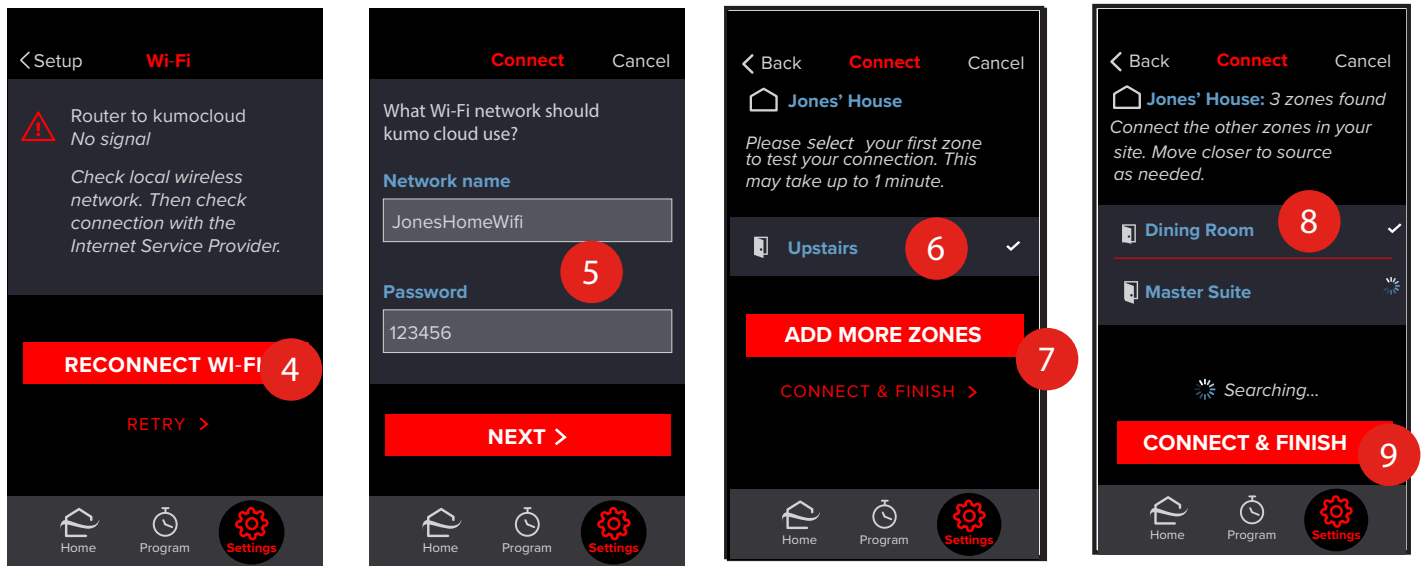 Setup Wi-Fi
Router to kumocloud
No signal
Check local wireless
network. Then check
connection with the
Internet Service Provider.
RECONNECT WI-FI
4
RETRY >
Home Program Settings
Connect Cancel
What Wi-Fi network should
kumo cloud use?
Network name
JonesHomeWifi
5
Password
123456
NEXT >
Home Program Settings
Back Connect Cancel
Jones' House
Please select your first zone
to test your connection. This
may take up to 1 minute.
Upstairs 6
ADD MORE ZONES
7
CONNECT & FINISH >
Home Program Settings
Back Connect Cancel
Jones' House: 3 zones found
Connect the other zones in your
site. Move closer to source
as needed.
Dining Room 8
Master Suite
Searching...
CONNECT & FINISH 9
Home Program Settings